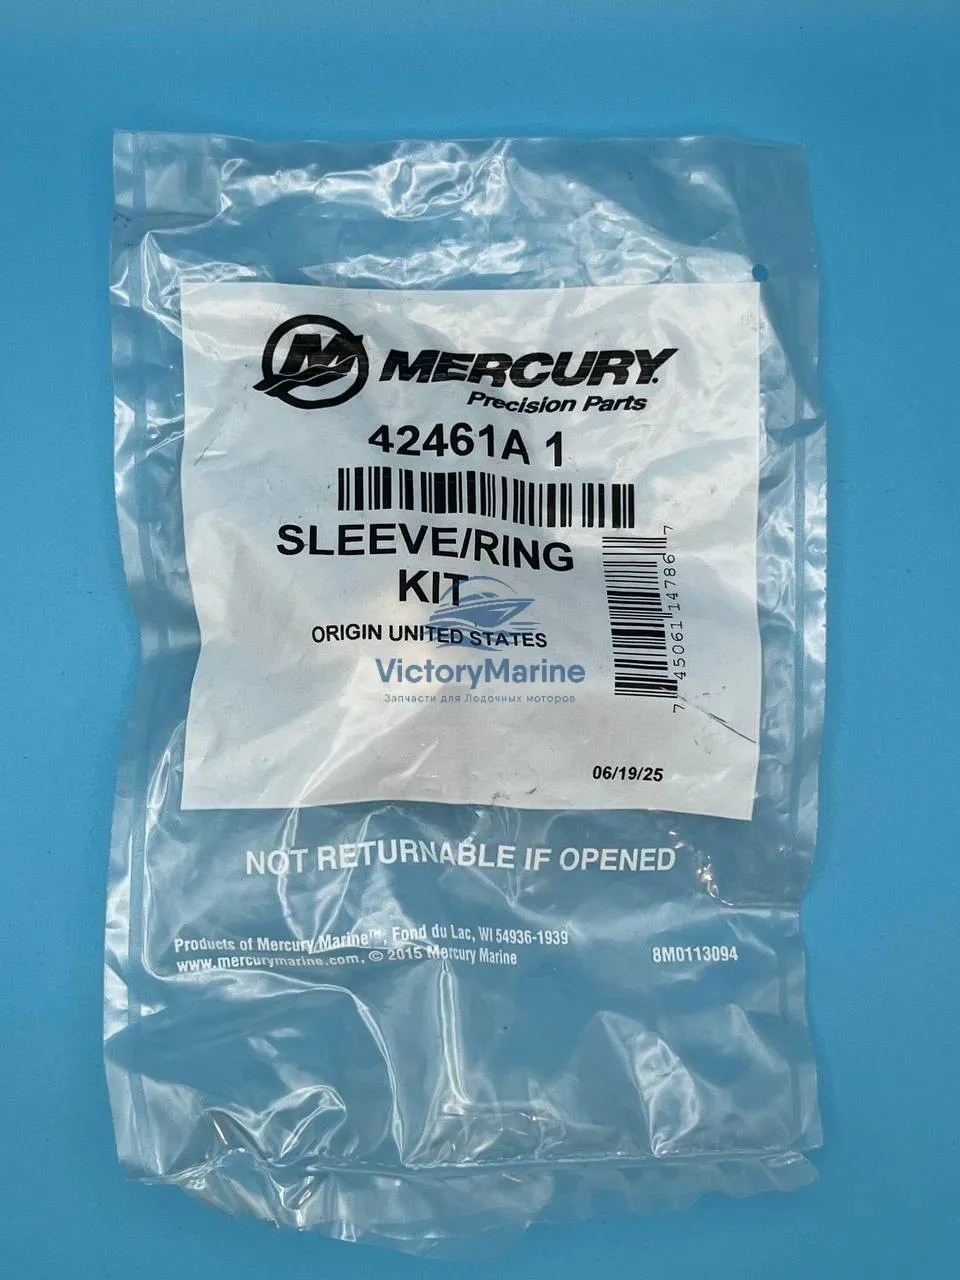 MERCURY
Precision Parts
42461A 1
SLEEVE/RING
KIT
ORIGIN UNITED STATES
7 45061 14786 7
VictoryMarine
Запчасти для Лодочных моторов
06/19/25
NOT RETURNABLE IF OPENED
Products of Mercury Marine™, Fond du Lac, WI 54936-1939
www.mercurymarine.com, © 2015 Mercury Marine
8M0113094